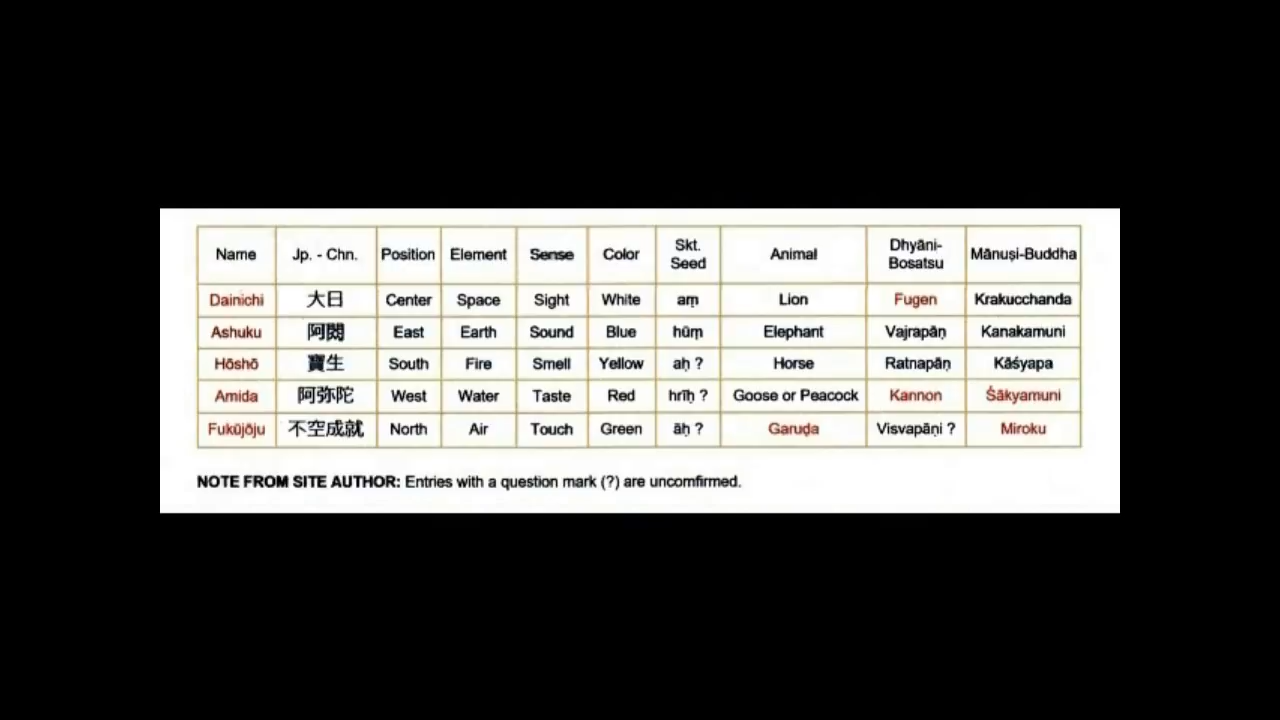 Name Jp. - Chn. Position Element Sense Color Skt. Seed Animal Dhyāni-Bosatsu Mānuṣi-Buddha
Dainichi 大日 Center Space Sight White aṃ Lion Fugen Krakucchanda
Ashuku 阿閦 East Earth Sound Blue hūṃ Elephant Vajrapāṇ Kanakamuni
Hōshō 寶生 South Fire Smell Yellow aḥ ? Horse Ratnapāṇ Kāśyapa
Amida 阿弥陀 West Water Taste Red hrīḥ ? Goose or Peacock Kannon Śākyamuni
Fukūjōju 不空成就 North Air Touch Green āḥ ? Garuḍa Visvapāṇi ? Miroku
NOTE FROM SITE AUTHOR: Entries with a question mark (?) are uncomfirmed.